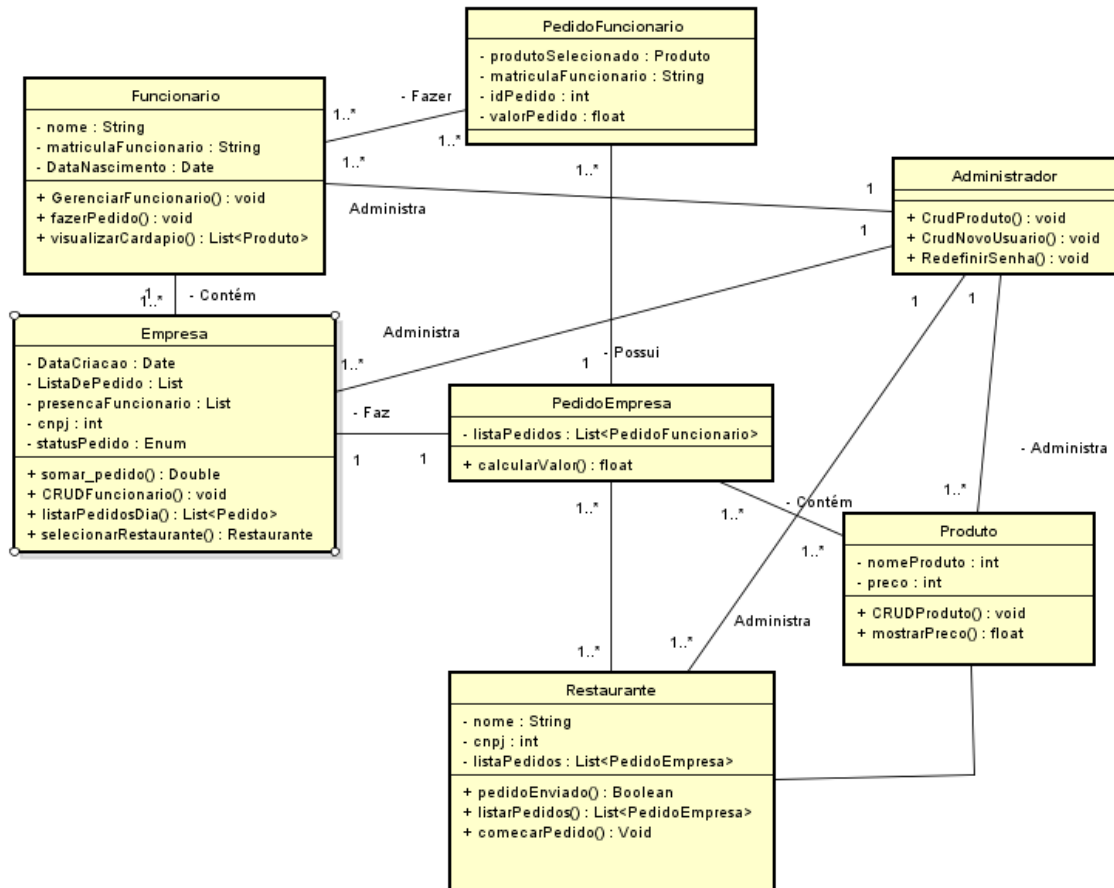 PedidoFuncionario
- produtoSelecionado : Produto
- matriculaFuncionario : String
- idPedido : int
- valorPedido : float
Funcionario
- nome : String
- matriculaFuncionario : String
- DataNascimento : Date
+ GerenciarFuncionario() : void
+ fazerPedido() : void
+ visualizarCardapio() : List<Produto>
- Fazer
1..*
1..*
1..*
1..*
Administrador
+ CrudProduto() : void
+ CrudNovoUsuario() : void
+ RedefinirSenha() : void
1
Administra
1
1
1..*
- Contém
Empresa
- DataCriacao : Date
- ListaDePedido : List
- presencaFuncionario : List
- cnpj : int
- statusPedido : Enum
+ somar_pedido() : Double
+ CRUDFuncionario() : void
+ listarPedidosDia() : List<Pedido>
+ selecionarRestaurante() : Restaurante
Administra
1..*
1
1
- Possui
1
PedidoEmpresa
- listaPedidos : List<PedidoFuncionario>
+ calcularValor() : float
- Faz
1
1
- Administra
1..*
- Contém
1..*
1..*
1..*
Produto
- nomeProduto : int
- preco : int
+ CRUDProduto() : void
+ mostrarPreco() : float
Administra
1..*
1..*
Restaurante
- nome : String
- cnpj : int
- listaPedidos : List<PedidoEmpresa>
+ pedidoEnviado() : Boolean
+ listarPedidos() : List<PedidoEmpresa>
+ comecarPedido() : Void